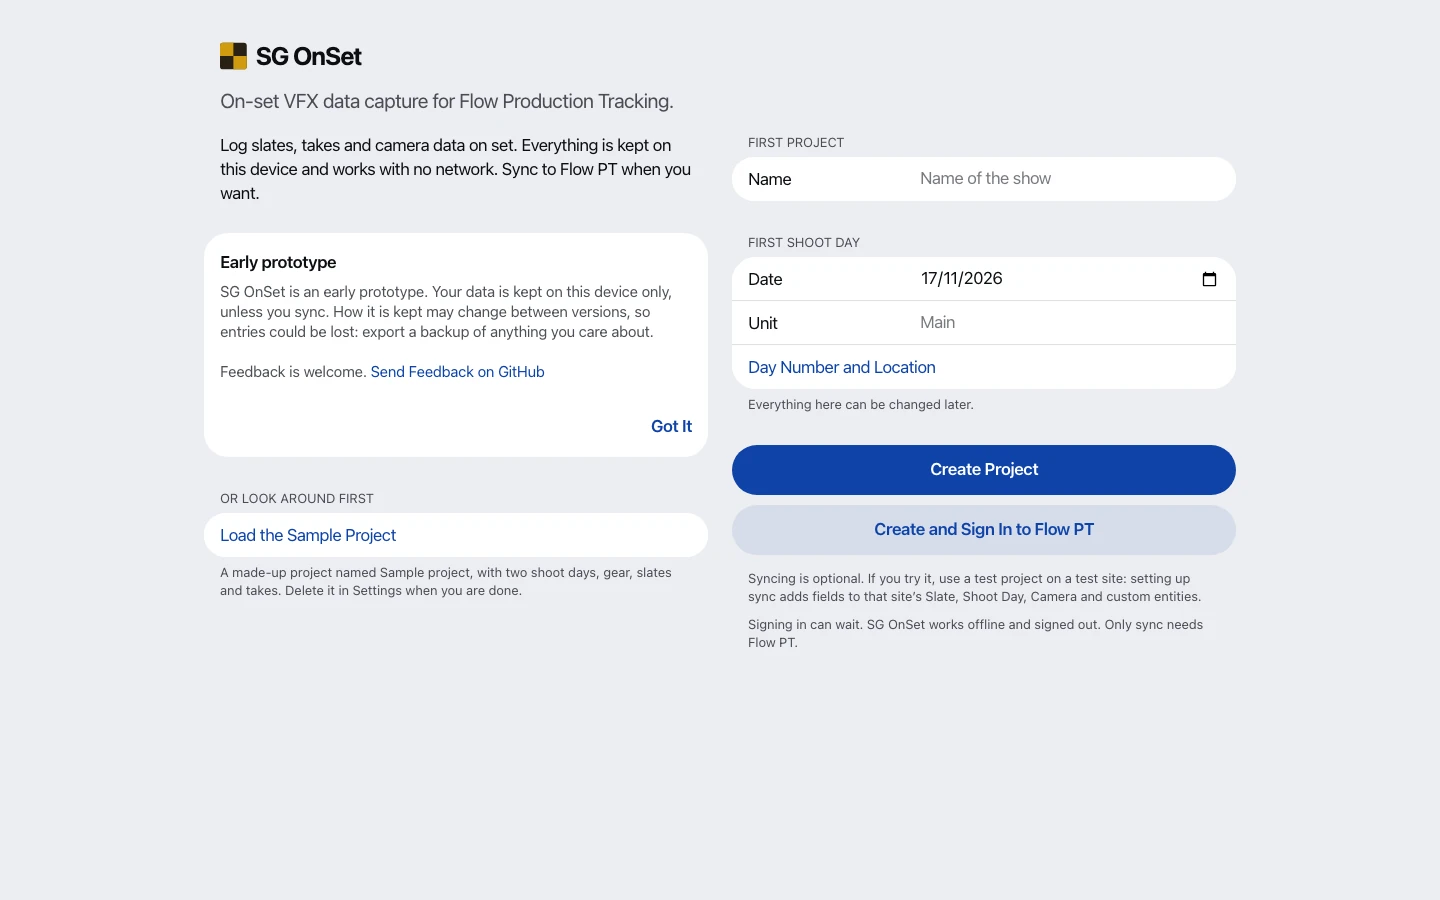 SG OnSet
On-set VFX data capture for Flow Production Tracking.
Log slates, takes and camera data on set. Everything is kept on
this device and works with no network. Sync to Flow PT when you
want.
Early prototype
SG OnSet is an early prototype. Your data is kept on this device only,
unless you sync. How it is kept may change between versions, so
entries could be lost: export a backup of anything you care about.
Feedback is welcome. Send Feedback on GitHub
Got It
OR LOOK AROUND FIRST
Load the Sample Project
A made-up project named Sample project, with two shoot days, gear, slates
and takes. Delete it in Settings when you are done.
FIRST PROJECT
Name Name of the show
FIRST SHOOT DAY
Date 17/11/2026
Unit Main
Day Number and Location
Everything here can be changed later.
Create Project
Create and Sign In to Flow PT
Syncing is optional. If you try it, use a test project on a test site: setting up
sync adds fields to that site’s Slate, Shoot Day, Camera and custom entities.
Signing in can wait. SG OnSet works offline and signed out. Only sync needs
Flow PT.